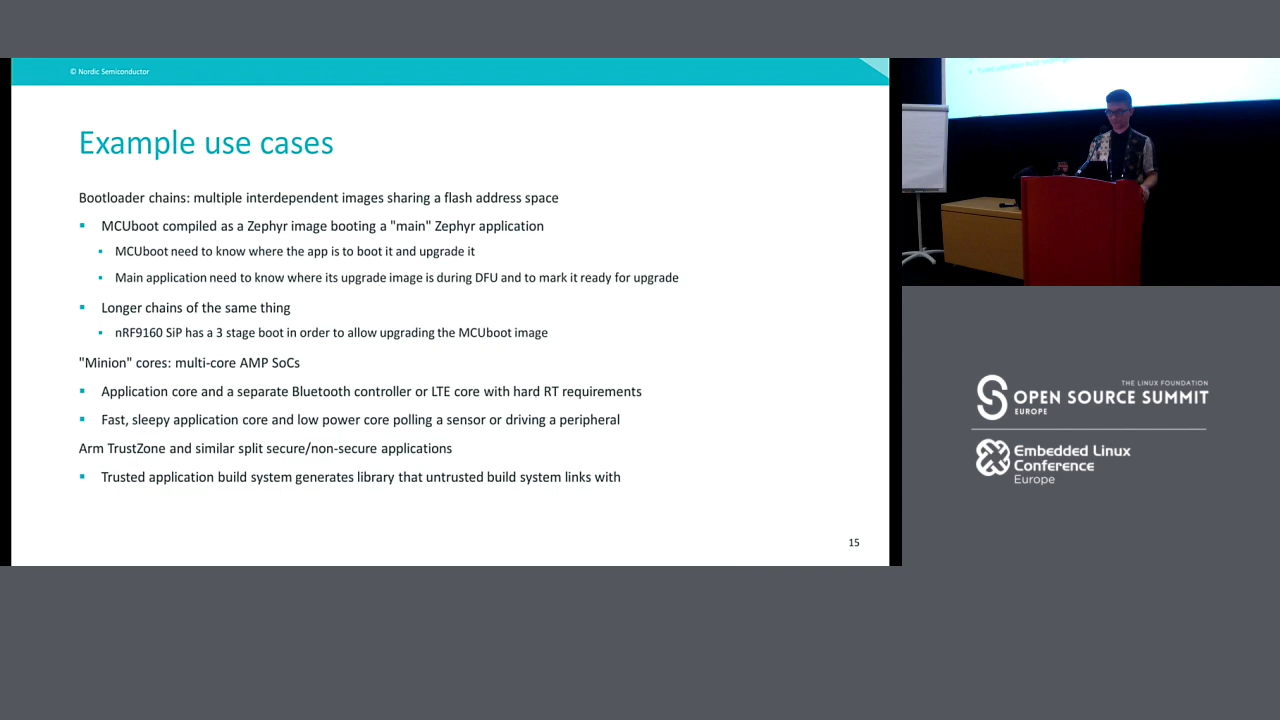 © Nordic Semiconductor
Example use cases
Bootloader chains: multiple interdependent images sharing a flash address space
MCUboot compiled as a Zephyr image booting a "main" Zephyr application
MCUboot need to know where the app is to boot it and upgrade it
Main application need to know where its upgrade image is during DFU and to mark it ready for upgrade
Longer chains of the same thing
nRF9160 SiP has a 3 stage boot in order to allow upgrading the MCUboot image
"Minion" cores: multi-core AMP SoCs
Application core and a separate Bluetooth controller or LTE core with hard RT requirements
Fast, sleepy application core and low power core polling a sensor or driving a peripheral
Arm TrustZone and similar split secure/non-secure applications
Trusted application build system generates library that untrusted build system links with
15
THE LINUX FOUNDATION
OPEN SOURCE SUMMIT
EUROPE
Embedded Linux
Conference
Europe